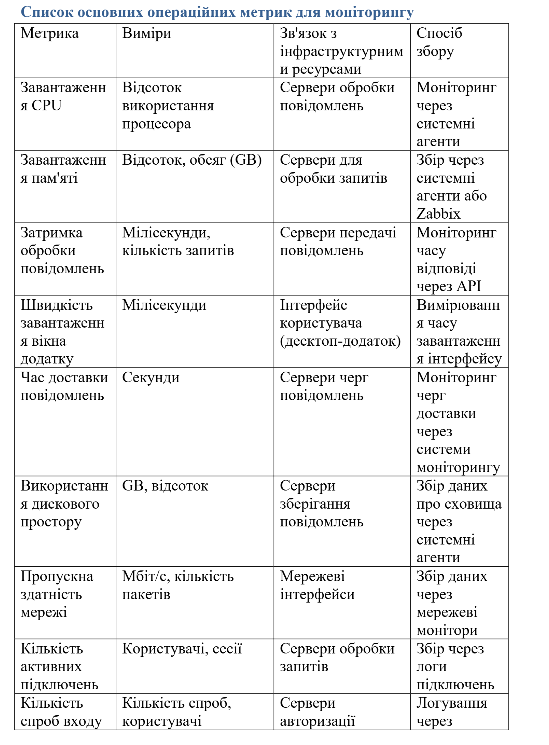 Список основних операційних метрик для моніторингу
Метрика
Виміри
Зв'язок з
інфраструктурним
и ресурсами
Спосіб
збору
Завантаженн
я CPU
Відсоток
використання
процесора
Сервери обробки
повідомлень
Моніторинг
через
системні
агенти
Завантаженн
я пам'яті
Відсоток, обсяг (GB)
Сервери для
обробки запитів
Збір через
системні
агенти або
Zabbix
Затримка
обробки
повідомлень
Мілісекунди,
кількість запитів
Сервери передачі
повідомлень
Моніторинг
часу
відповіді
через API
Швидкість
завантаженн
я вікна
додатку
Мілісекунди
Інтерфейс
користувача
(десктоп-додаток)
Вимірюванн
я часу
завантаженн
я інтерфейсу
Час доставки
повідомлень
Секунди
Сервери черг
повідомлень
Моніторинг
черг
доставки
через
системи
моніторингу
Використанн
я дискового
простору
GB, відсоток
Сервери
зберігання
повідомлень
Збір даних
про сховища
через
системні
агенти
Пропускна
здатність
мережі
Мбіт/с, кількість
пакетів
Мережеві
інтерфейси
Збір даних
через
мережеві
монітори
Кількість
активних
підключень
Користувачі, сесії
Сервери обробки
запитів
Збір через
логи
підключень
Кількість
спроб входу
Кількість спроб,
користувачі
Сервери
авторизації
Логування
через